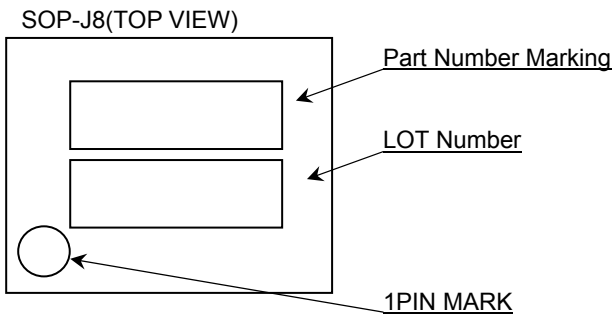 SOP-J8(TOP VIEW)
Part Number Marking
LOT Number
1PIN MARK